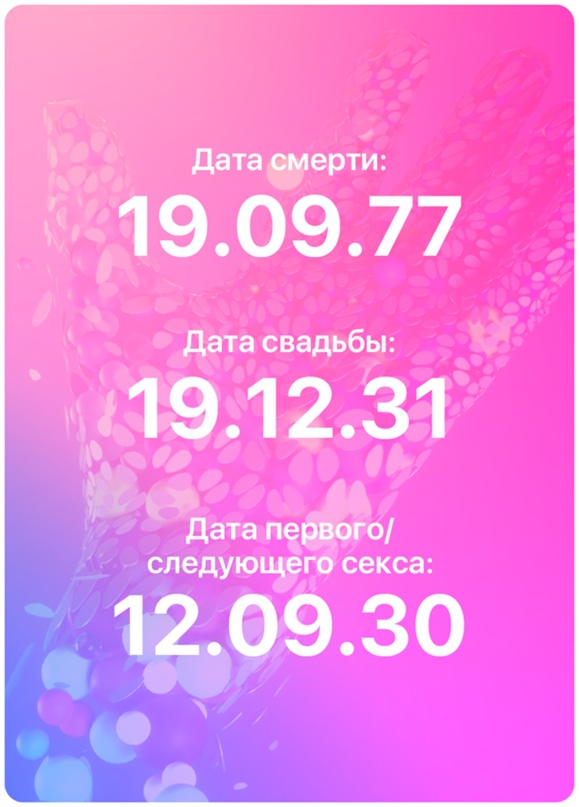 Дата смерти:
19.09.77
Дата свадьбы:
19.12.31
Дата первого/
следующего секса:
12.09.30